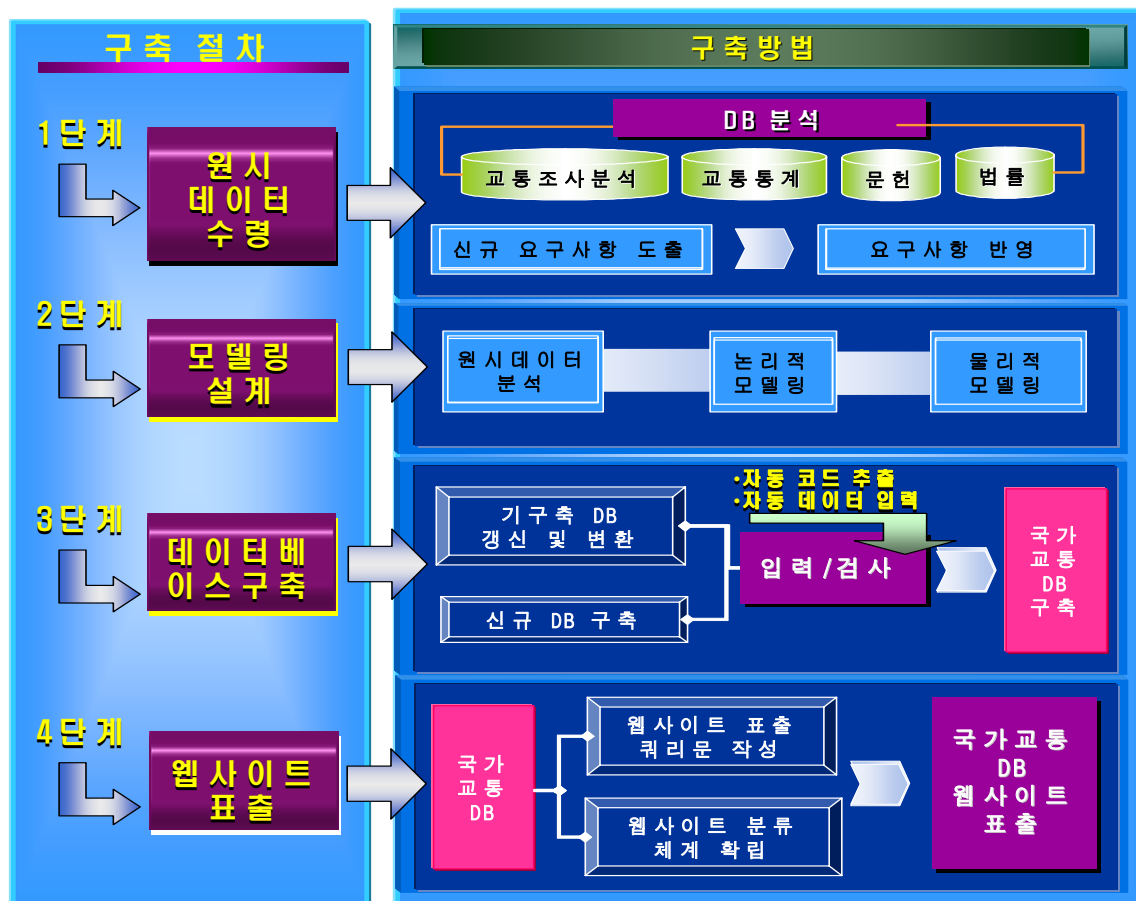 구축 절차
구축방법
1단계
원시
데이터
수령
DB 분석
교통조사분석
교통통계
문헌
법률
신규 요구사항 도출
요구사항 반영
2단계
모델링
설계
원시데이터
분석
논리적
모델링
물리적
모델링
3단계
데이터베
이스구축
기구축 DB
갱신 및 변환
신규 DB 구축
·자동 코드 추출
·자동 데이터 입력
입력/검사
국가
교통
DB
구축
4단계
웹사이트
표출
국가
교통
DB
웹사이트 표출
쿼리문 작성
웹사이트 분류
체계 확립
국가교통
DB
웹사이트
표출